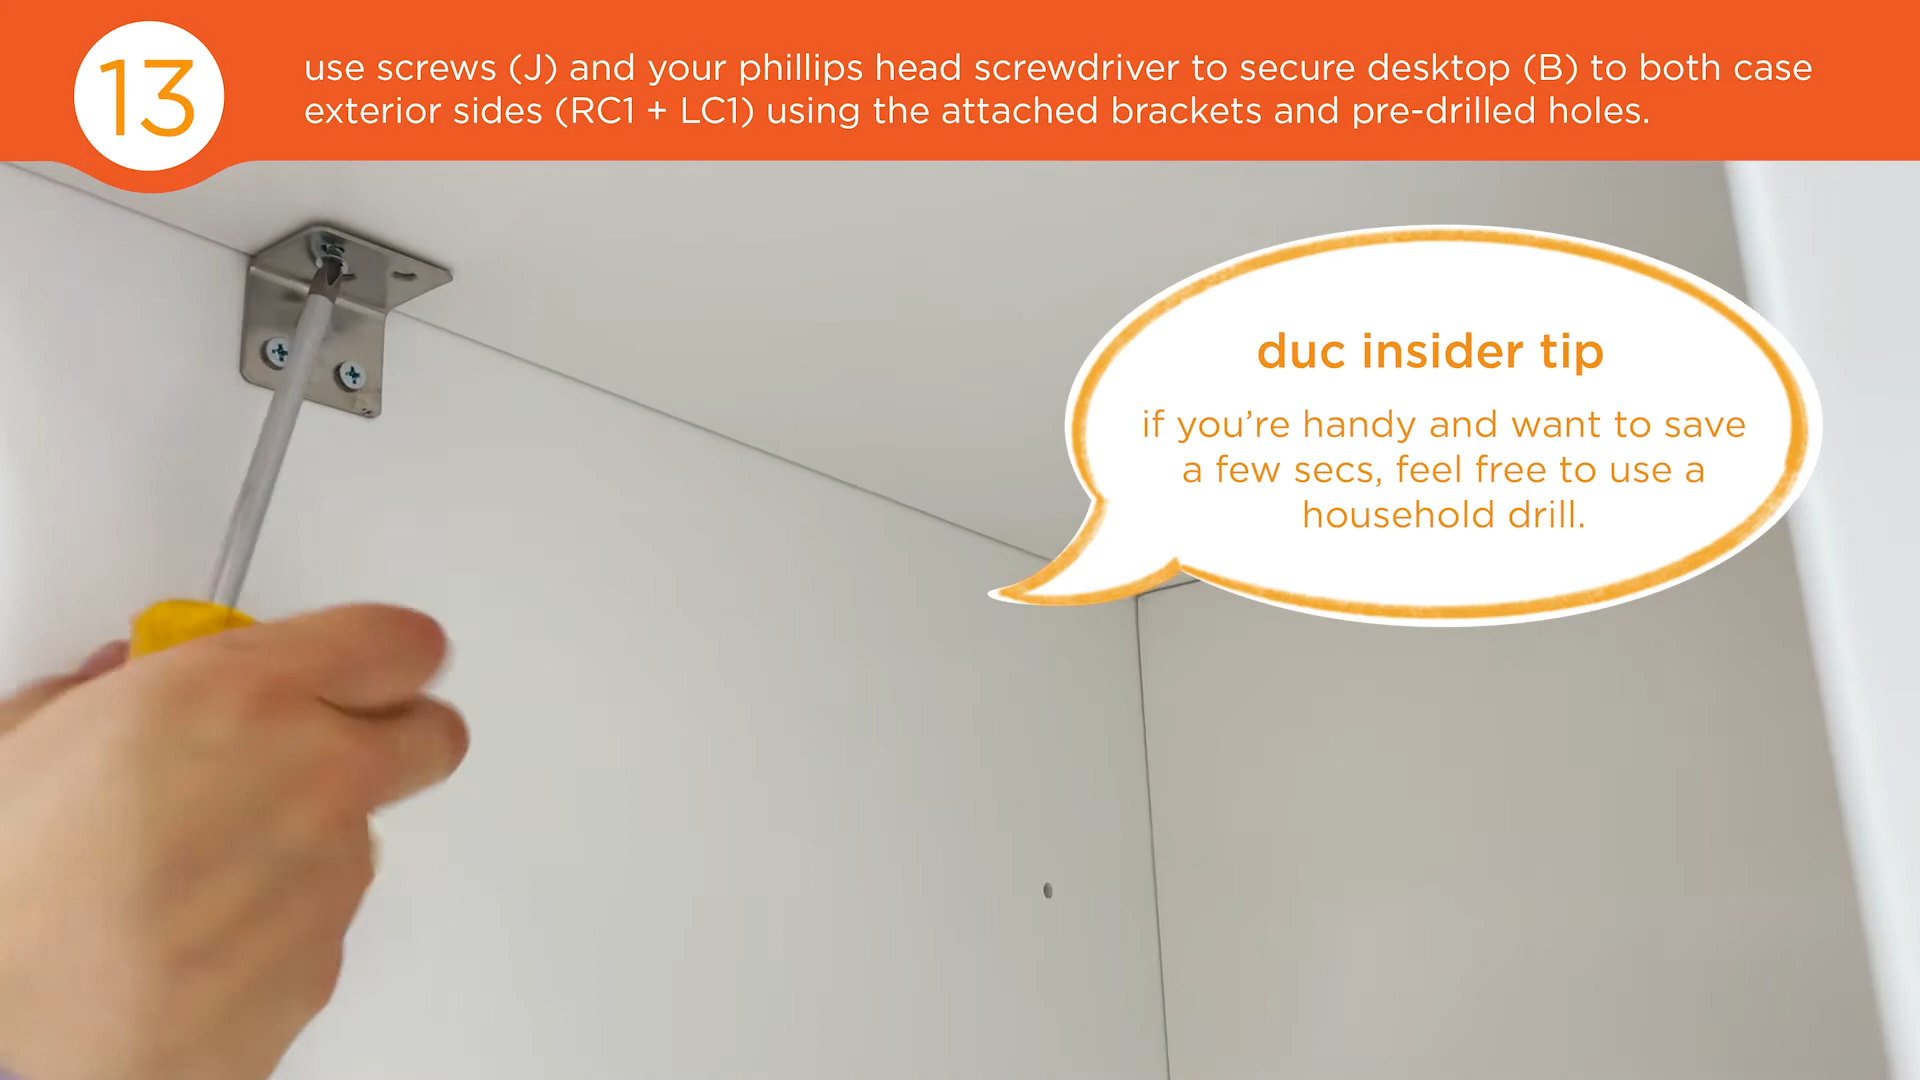 13
use screws (J) and your phillips head screwdriver to secure desktop (B) to both case
exterior sides (RC1 + LC1) using the attached brackets and pre-drilled holes.
duc insider tip
if you’re handy and want to save
a few secs, feel free to use a
household drill.